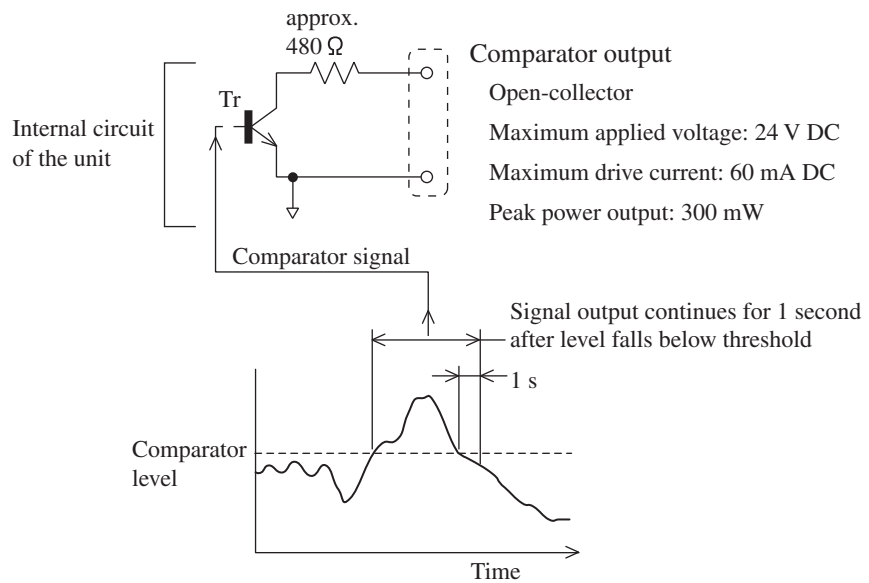 approx.
480 Ω
Comparator output
Open-collector
Maximum applied voltage: 24 V DC
Maximum drive current: 60 mA DC
Peak power output: 300 mW
Tr
Internal circuit
of the unit
Comparator signal
Signal output continues for 1 second
after level falls below threshold
1 s
Comparator
level
Time